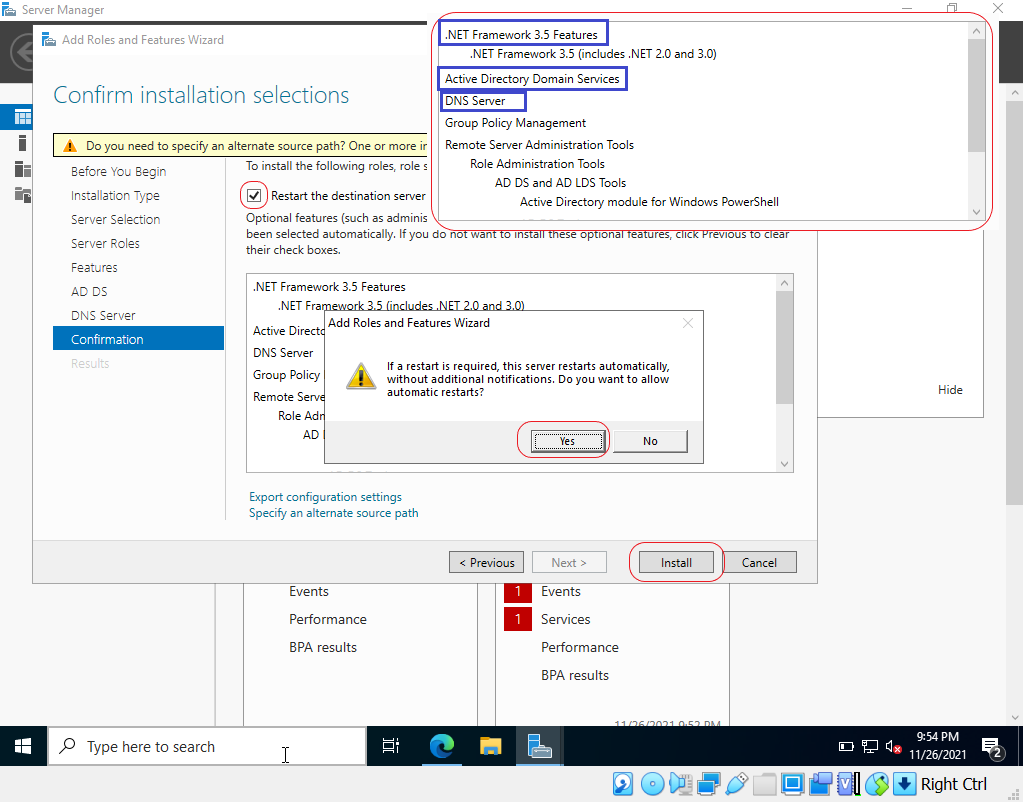 Server Manager
Add Roles and Features Wizard
.NET Framework 3.5 Features
.NET Framework 3.5 (includes .NET 2.0 and 3.0)
Active Directory Domain Services
DNS Server
Group Policy Management
Remote Server Administration Tools
Role Administration Tools
AD DS and AD LDS Tools
Active Directory module for Windows PowerShell
Confirm installation selections
Do you need to specify an alternate source path? One or more
Before You Begin
Installation Type
Server Selection
Server Roles
Features
AD DS
DNS Server
Confirmation
Results
To install the following roles, role
Restart the destination server
Optional features (such as
been selected automatically. If you do not want to install these optional features, click Previous to clear
their check boxes.
.NET Framework 3.5 Features
.NET Framework 3.5 (includes .NET 2.0 and 3.0)
Active
DNS Server
Group Policy
Remote
Role
AD
Add Roles and Features Wizard
If a restart is required, this server restarts automatically,
without additional notifications. Do you want to allow
automatic restarts?
Yes
No
Hide
Export configuration settings
Specify an alternate source path
< Previous
Next >
Install
Cancel
Events
Performance
BPA results
1 Events
1 Services
Performance
BPA results
11/26/2021 9:52 PM
Type here to search
9:54 PM
11/26/2021
2
Right Ctrl